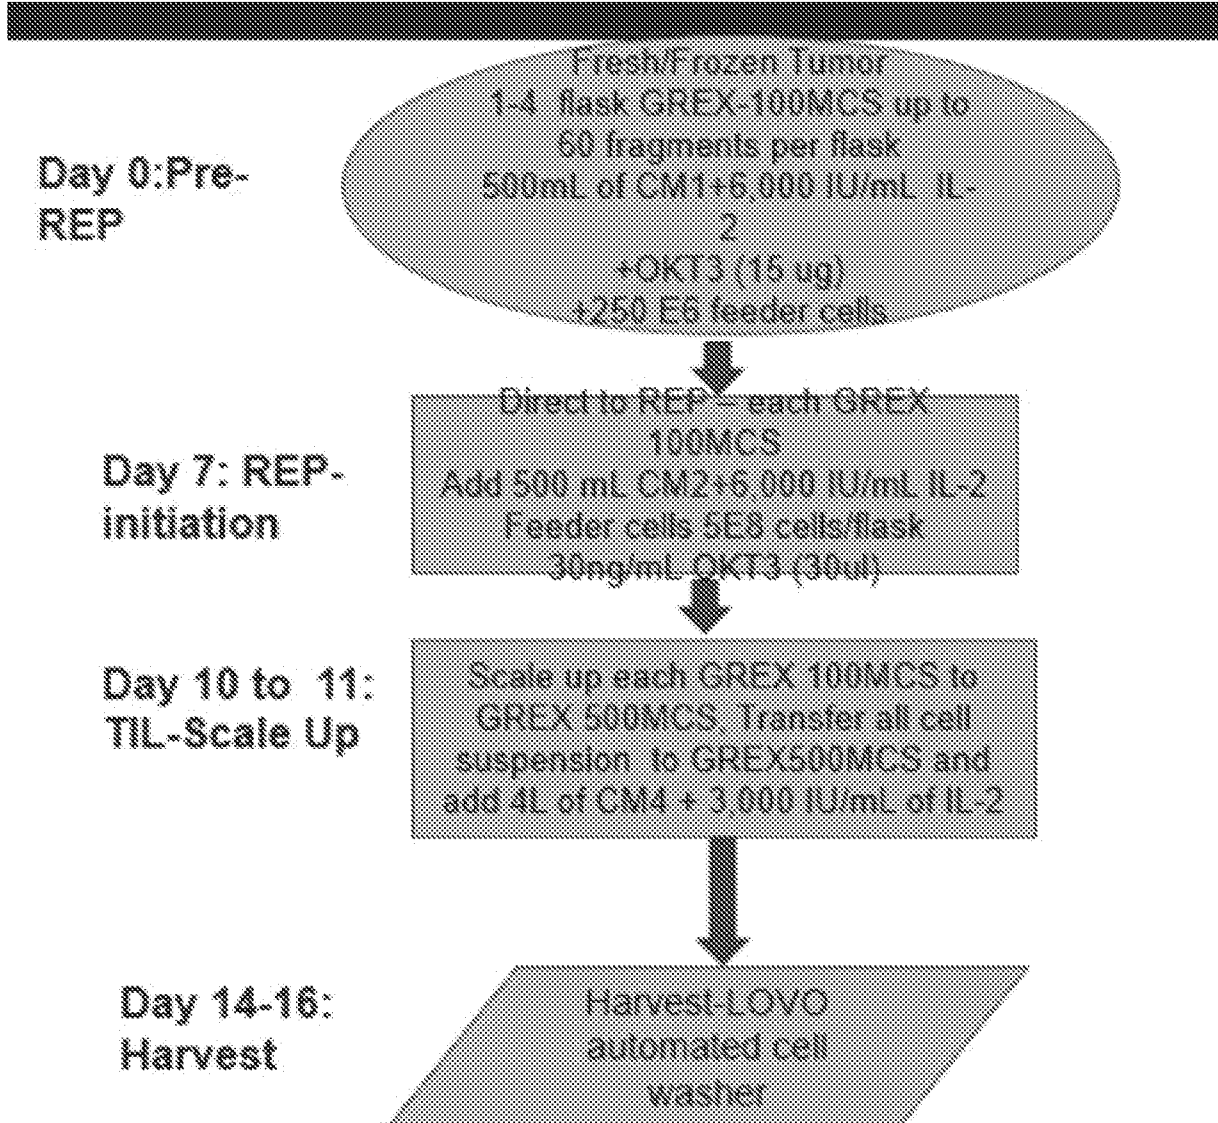 Fresh/Frozen Tumor
1-4 flask GREX-100MCS up to
60 fragments per flask
500mL of CM1+6,000 IU/mL IL-
2
+OKT3 (15 ug)
+250 E6 feeder cells
Day 0:Pre-
REP
Direct to REP – each GREX
100MCS
Add 500 mL CM2+6,000 IU/mL IL-2
Feeder cells 5E8 cells/flask
30ng/mL OKT3 (30ul)
Day 7: REP-
initiation
Scale up each GREX 100MCS to
GREX 500MCS. Transfer all cell
suspension to GREX500MCS and
add 4L of CM4 + 3,000 IU/mL of IL-2
Day 10 to 11:
TIL-Scale Up
Harvest-LOVO
automated cell
washer
Day 14-16:
Harvest